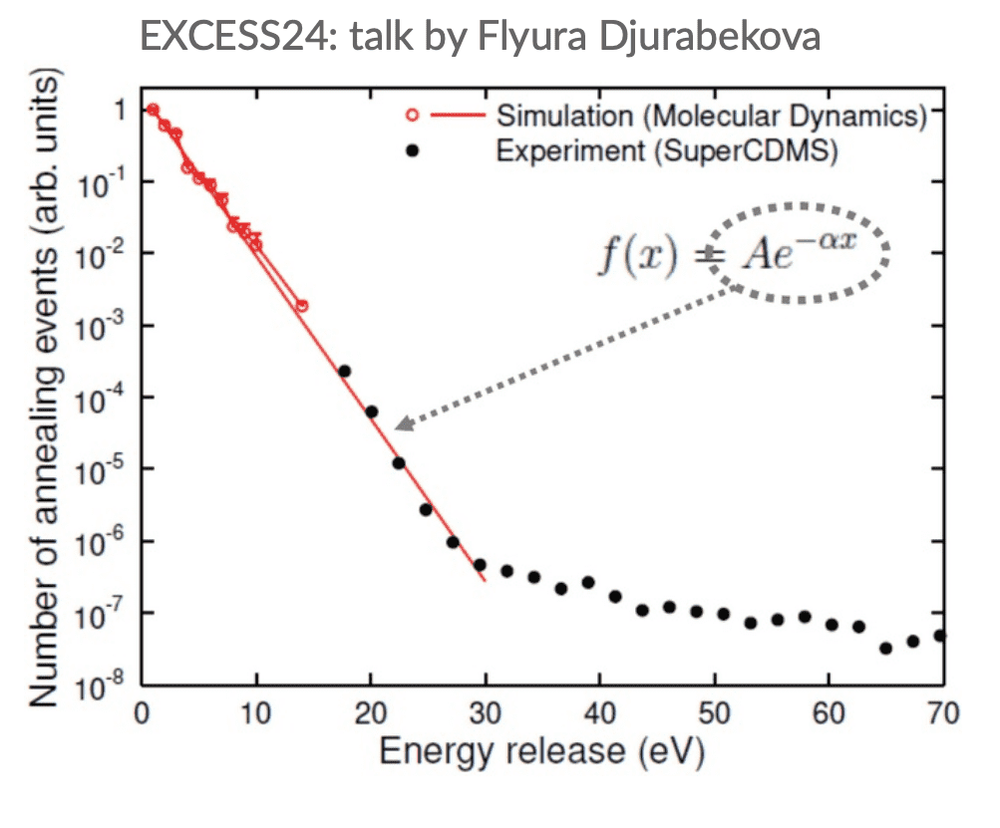 EXCESS24: talk by Flyura Djurabekova
Number of annealing events (arb. units)
1
10⁻¹
10⁻²
10⁻³
10⁻⁴
10⁻⁵
10⁻⁶
10⁻⁷
10⁻⁸
Simulation (Molecular Dynamics)
Experiment (SuperCDMS)
f(x) = Ae⁻ᵅˣ
0 10 20 30 40 50 60 70
Energy release (eV)